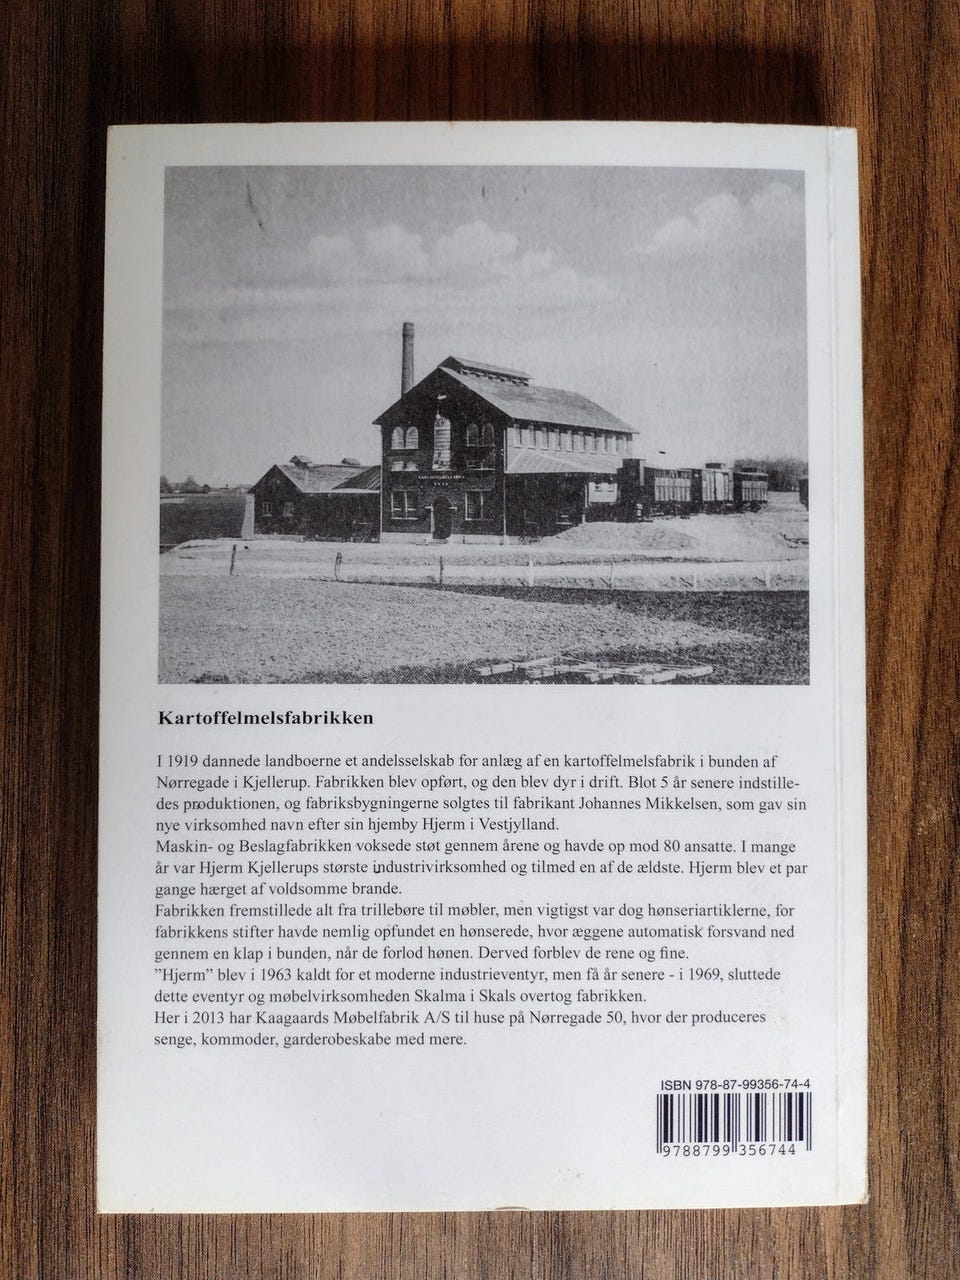 Kartoffelmelsfabrikken
I 1919 dannede landboerne et andelsselskab for anlæg af en kartoffelmelsfabrik i bunden af
Nørregade i Kjellerup. Fabrikken blev opført, og den blev dyr i drift. Blot 5 år senere indstille-
des produktionen, og fabriksbygningerne solgtes til fabrikant Johannes Mikkelsen, som gav sin
nye virksomhed navn efter sin hjemby Hjerm i Vestjylland.
Maskin- og Beslagfabrikken voksede støt gennem årene og havde op mod 80 ansatte. I mange
år var Hjerm Kjellerups største industrivirksomhed og tilmed en af de ældste. Hjerm blev et par
gange hærget af voldsomme brande.
Fabrikken fremstillede alt fra trillebøre til møbler, men vigtigst var dog hønseriartiklerne, for
fabrikkens stifter havde nemlig opfundet en hønserede, hvor æggene automatisk forsvand ned
gennem en klap i bunden, når de forlod hønen. Derved forblev de rene og fine.
”Hjerm” blev i 1963 kaldt for et moderne industrieventyr, men få år senere - i 1969, sluttede
dette eventyr og møbelvirksomheden Skalma i Skals overtog fabrikken.
Her i 2013 har Kaagaards Møbelfabrik A/S til huse på Nørregade 50, hvor der produceres
senge, kommoder, garderobeskabe med mere.
ISBN 978-87-99356-74-4
9788799356744